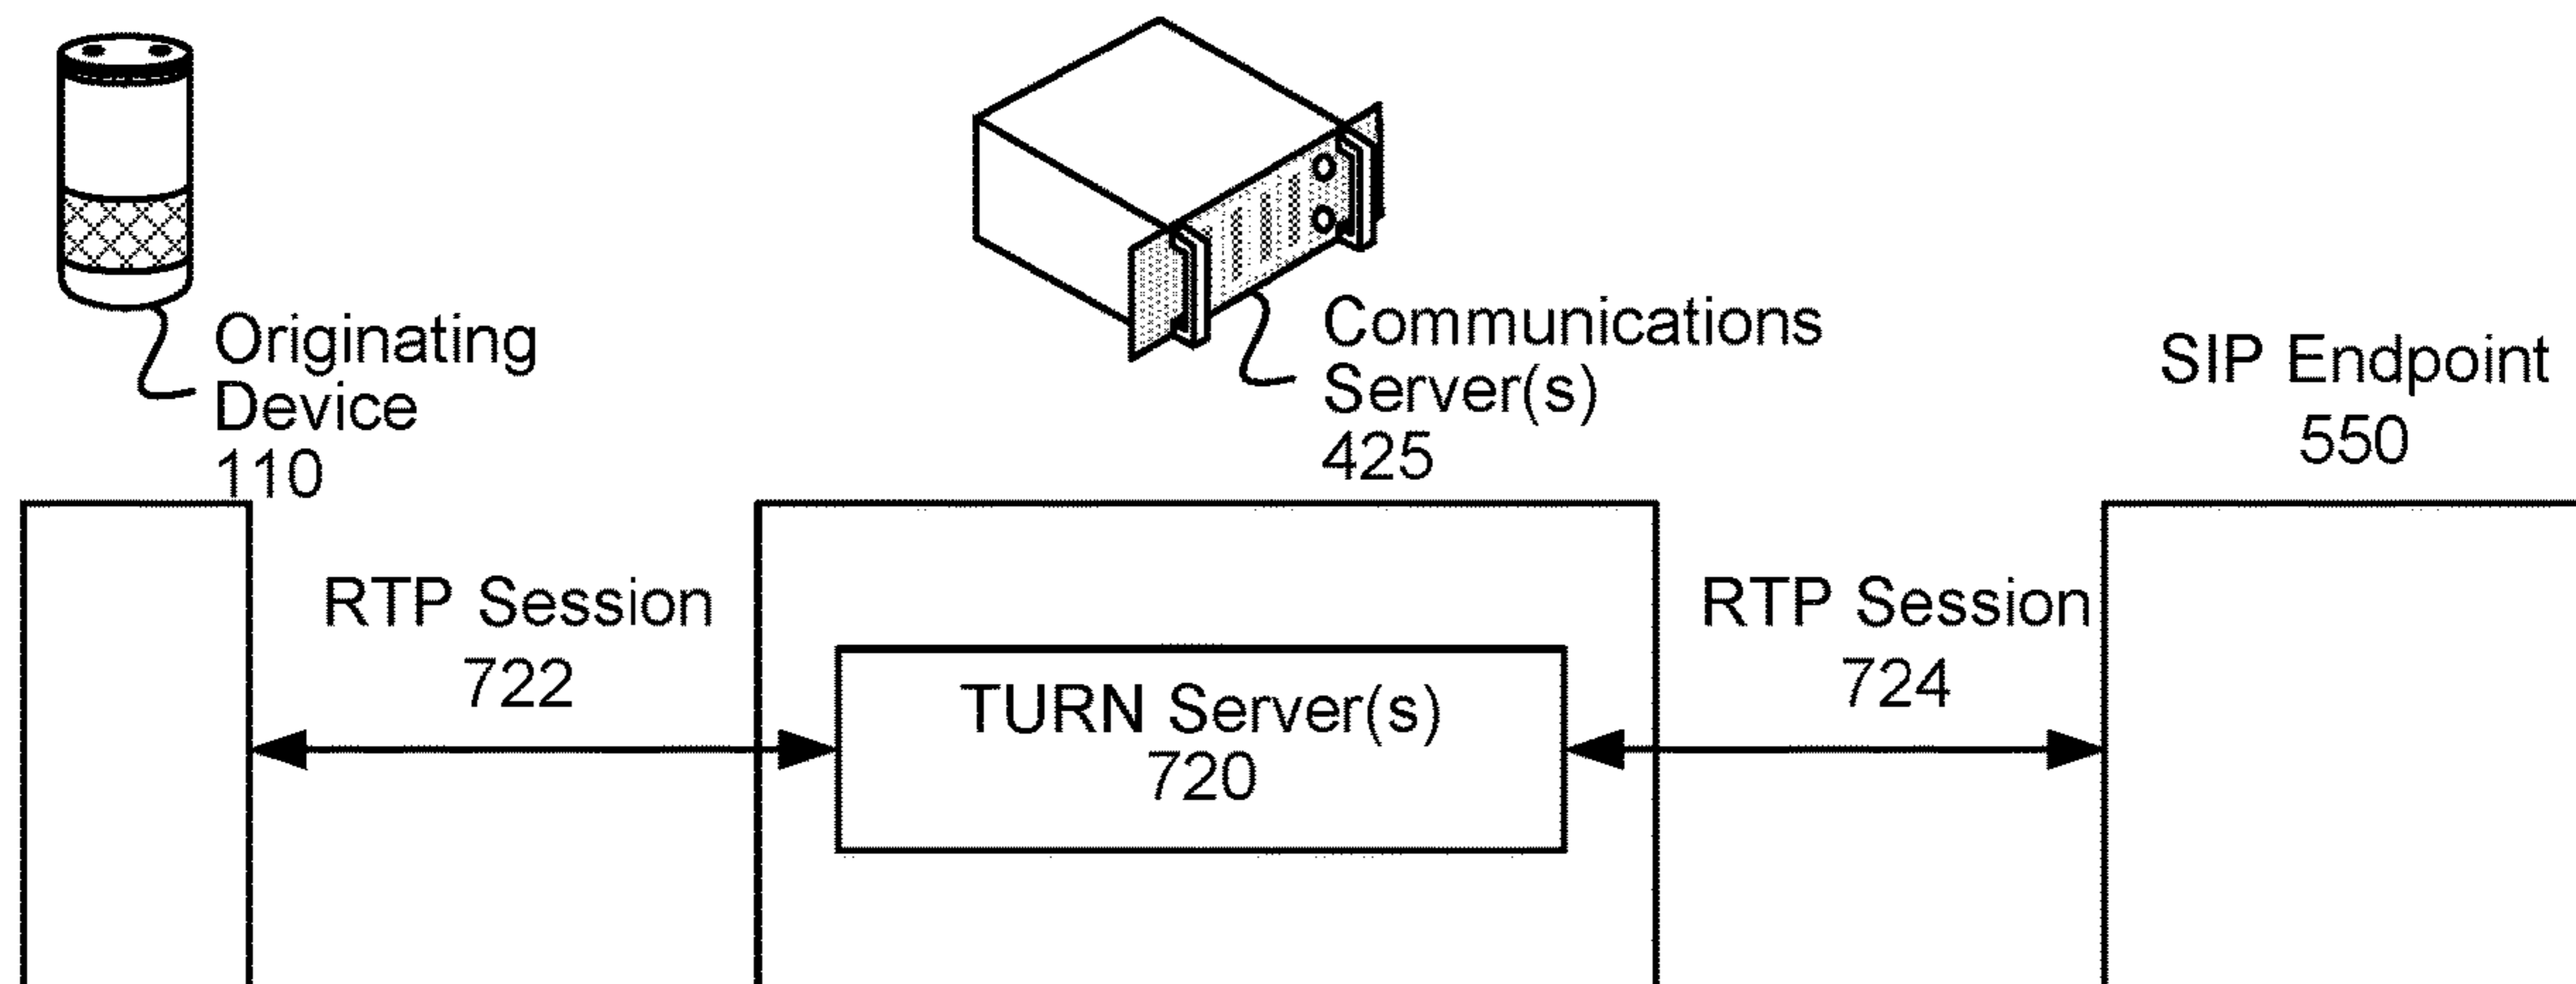 Originating
Device
110
Communications
Server(s)
425
SIP Endpoint
550
RTP Session
722
TURN Server(s)
720
RTP Session
724